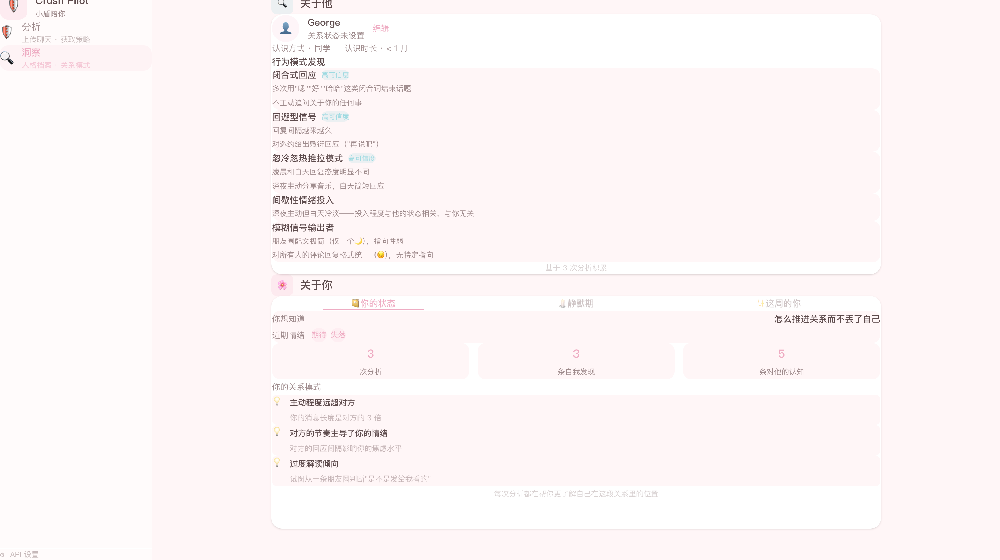 Crush Pilot
小盾陪你
分析
上传聊天 · 获取策略
洞察
人格档案 · 关系模式
API 设置
关于他
George
关系状态未设置
编辑
认识方式 · 同学 认识时长 · < 1 月
行为模式发现
闭合式回应 高可信度
多次用"嗯""好""哈哈"这类闭合词结束话题
不主动追问关于你的任何事
回避型信号 高可信度
回复间隔越来越久
对邀约给出敷衍回应（"再说吧"）
忽冷忽热推拉模式 高可信度
凌晨和白天回复态度明显不同
深夜主动分享音乐，白天简短回应
间歇性情绪投入
深夜主动但白天冷淡——投入程度与他的状态相关，与你无关
模糊信号输出者
朋友圈配文极简（仅一个🌙），指向性弱
对所有人的评论回复格式统一（😉），无特定指向
基于 3 次分析积累
关于你
你的状态 静默期 这周的你
你想知道 怎么推进关系而不丢了自己
近期情绪 期待 失落
3 3 5
次分析 条自我发现 条对他的认知
你的关系模式
主动程度远超对方
你的消息长度是对方的 3 倍
对方的节奏主导了你的情绪
对方的回应间隔影响你的焦虑水平
过度解读倾向
试图从一条朋友圈判断"是不是发给我看的"
每次分析都在帮你更了解自己在这段关系里的位置